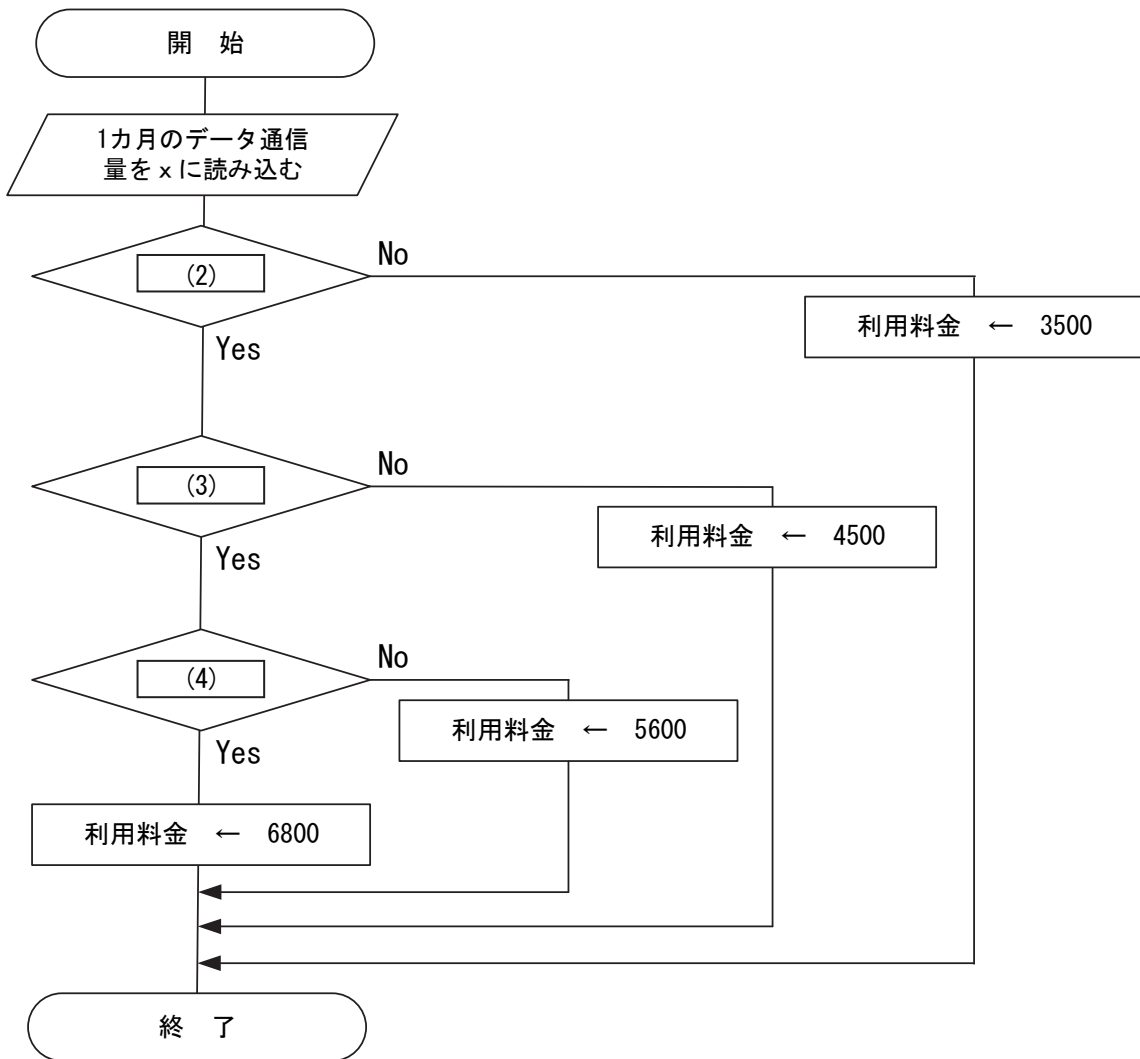 開　始
1カ月のデータ通信
量をｘに読み込む
(2)
No
利用料金　←　3500
Yes
(3)
No
利用料金　←　4500
Yes
(4)
No
利用料金　←　5600
Yes
利用料金　←　6800
終　了